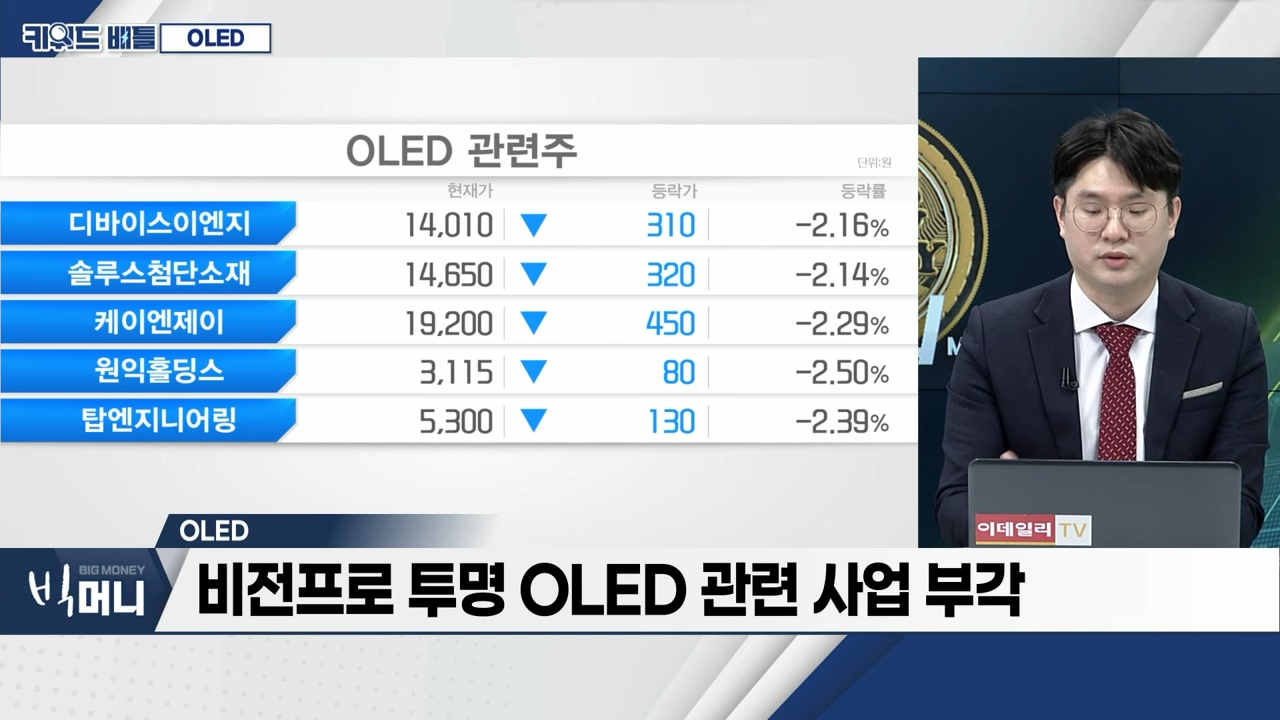 키워드 배틀 OLED
OLED 관련주
단위:원
현재가 등락가 등락률
디바이스이엔지 14,010 ▼ 310 -2.16%
솔루스첨단소재 14,650 ▼ 320 -2.14%
케이엔제이 19,200 ▼ 450 -2.29%
원익홀딩스 3,115 ▼ 80 -2.50%
탑엔지니어링 5,300 ▼ 130 -2.39%
이데일리 TV
OLED
BIG MONEY
빅머니
비전프로 투명 OLED 관련 사업 부각